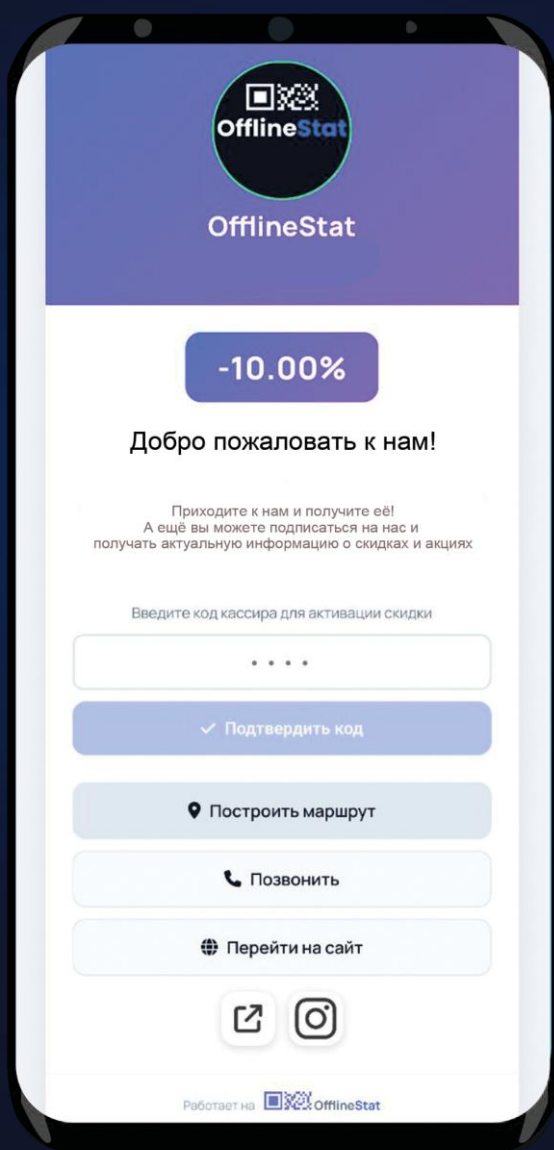 OfflineStat
OfflineStat
-10.00%
Добро пожаловать к нам!
Приходите к нам и получите её!
А ещё вы можете подписаться на нас и
получать актуальную информацию о скидках и акциях
Введите код кассира для активации скидки
• • • •
Подтвердить код
Построить маршрут
Позвонить
Перейти на сайт
Работает на OfflineStat